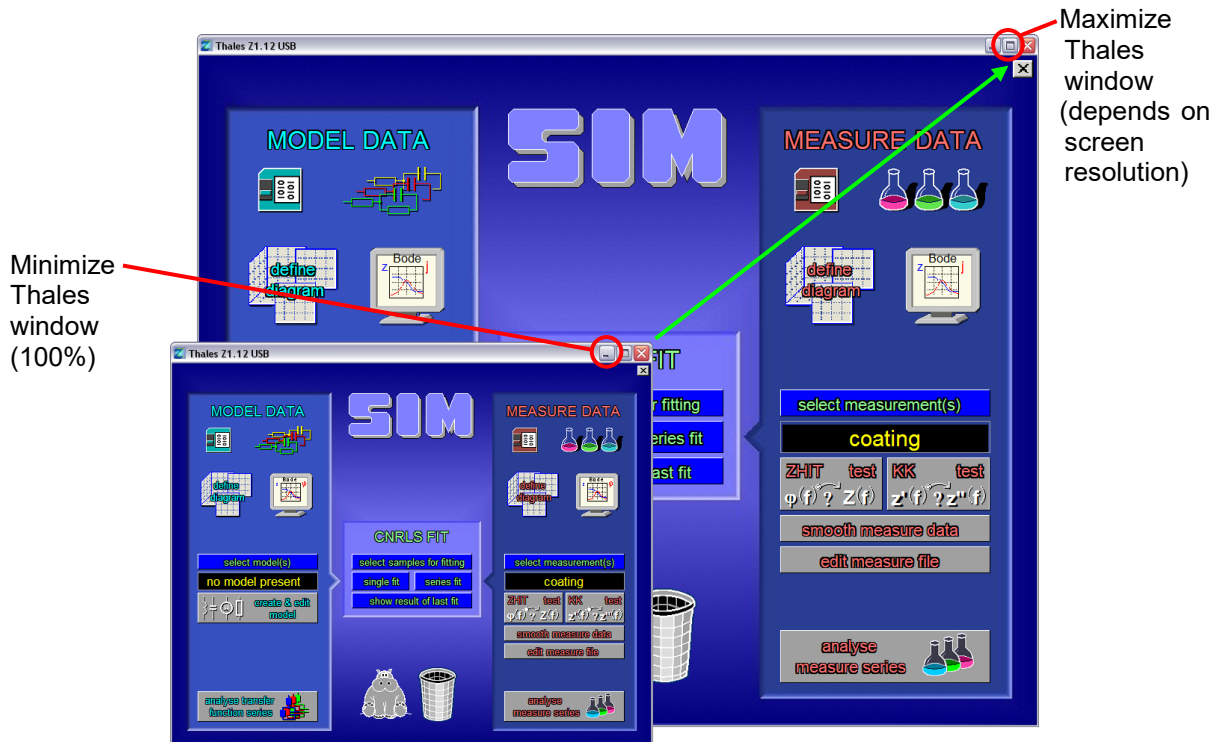 Maximize
Thales
window
(depends on
screen
resolution)
Minimize
Thales
window
(100%)
Thales Z1.12 USB
MODEL DATA
SIM
MEASURE DATA
1010
0101
1010
0101
define
diagram
Bode
z
j
define
diagram
Bode
z
j
FIT
r fitting
eries fit
ast fit
select measurement(s)
coating
ZHIT test
φ(f) ? Z(f)
KK test
z'(f) ? z"(f)
smooth measure data
edit measure file
analyse
measure series
Thales Z1.12 USB
MODEL DATA
SIM
MEASURE DATA
define
diagram
Bode
define
diagram
Bode
select model(s)
no model present
create & edit
model
analyse transfer
function series
CNRLS FIT
select samples for fitting
single fit
series fit
show result of last fit
select measurement(s)
coating
ZHIT test
φ(f) ? Z(f)
KK test
z'(f) ? z"(f)
smooth measure data
edit measure file
analyse
measure series